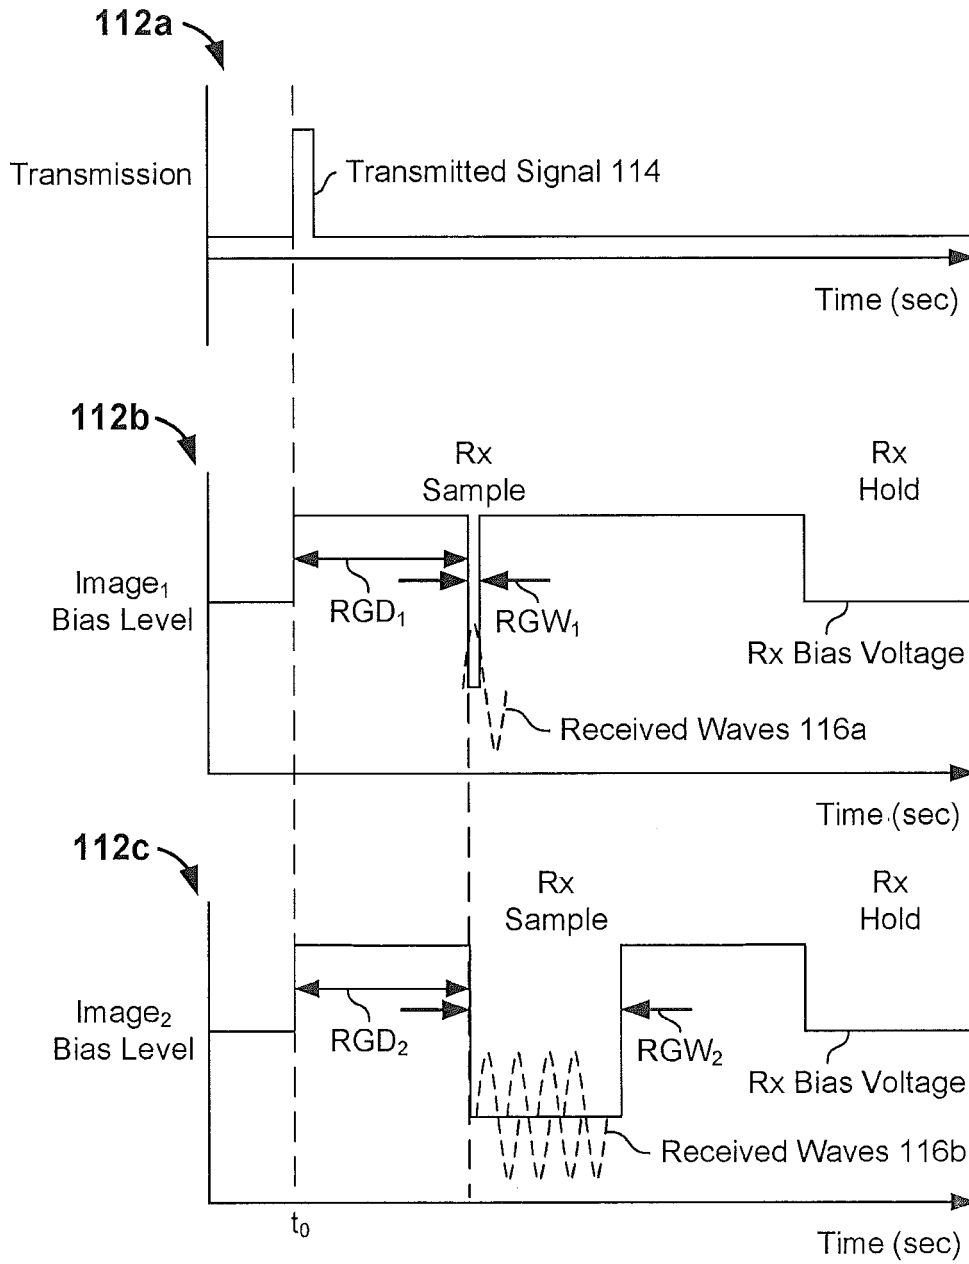 112a
Transmission
Transmitted Signal 114
Time (sec)
112b
Rx
Sample
Rx
Hold
Image₁
Bias Level
RGD₁
RGW₁
Rx Bias Voltage
Received Waves 116a
Time (sec)
112c
Rx
Sample
Rx
Hold
Image₂
Bias Level
RGD₂
RGW₂
Rx Bias Voltage
Received Waves 116b
t₀
Time (sec)